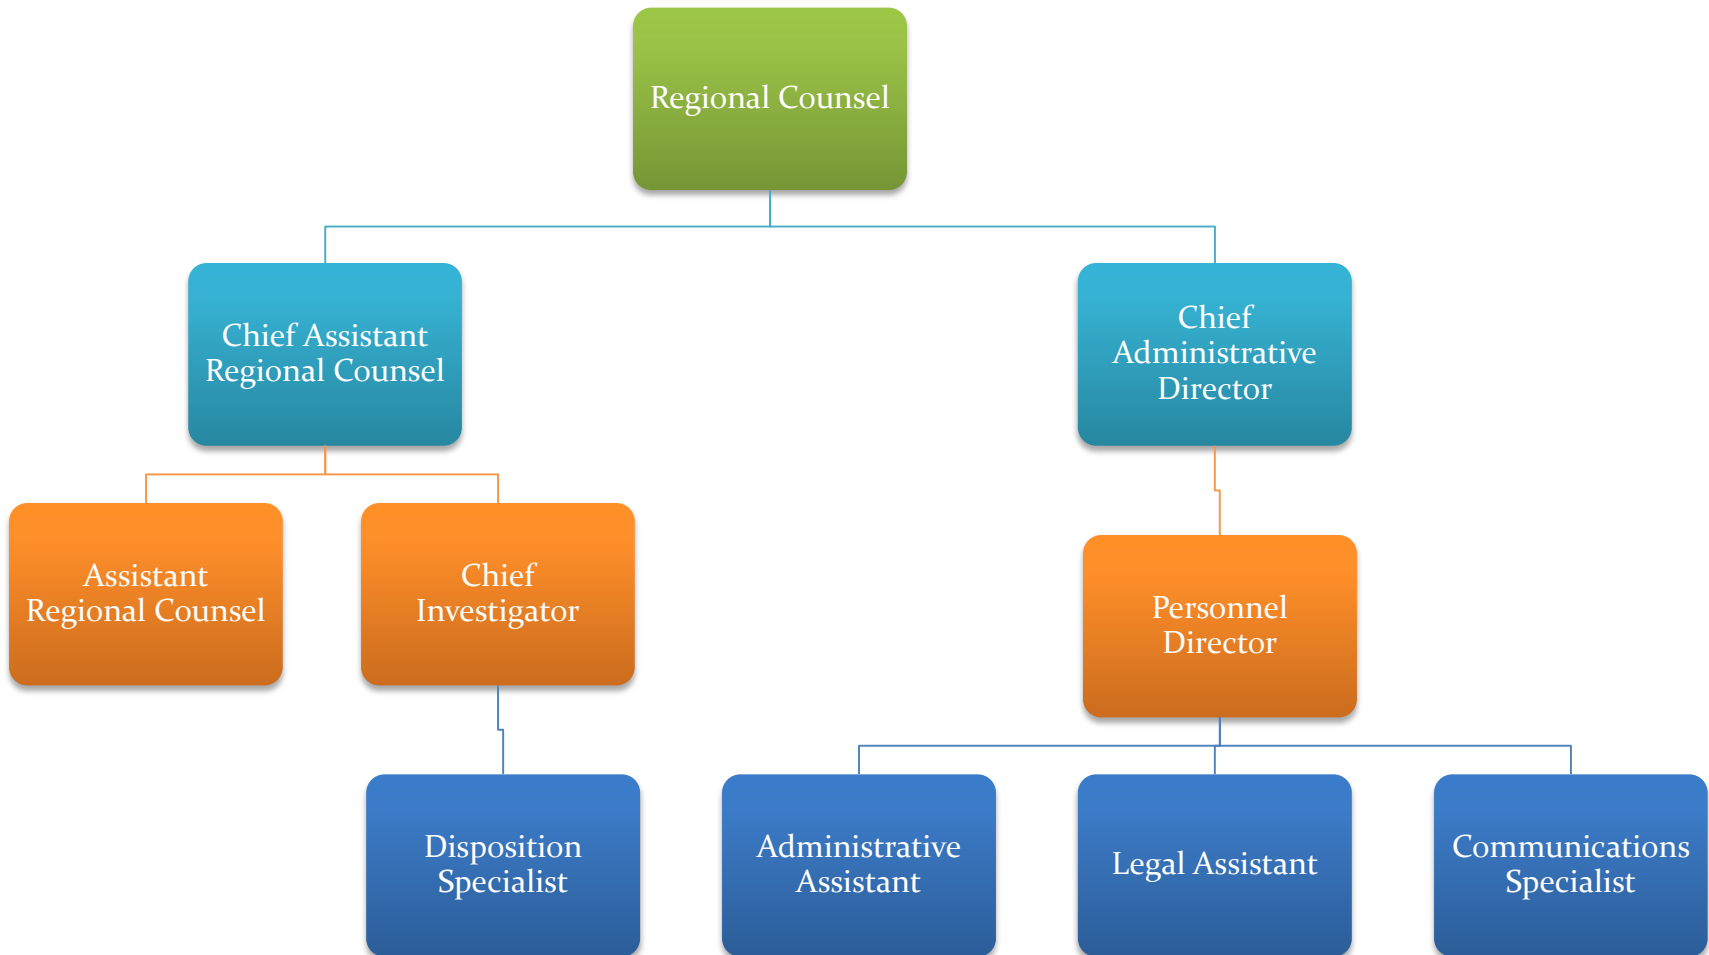 Regional Counsel
Chief Assistant
Regional Counsel
Chief
Administrative
Director
Assistant
Regional Counsel
Chief
Investigator
Personnel
Director
Disposition
Specialist
Administrative
Assistant
Legal Assistant
Communications
Specialist